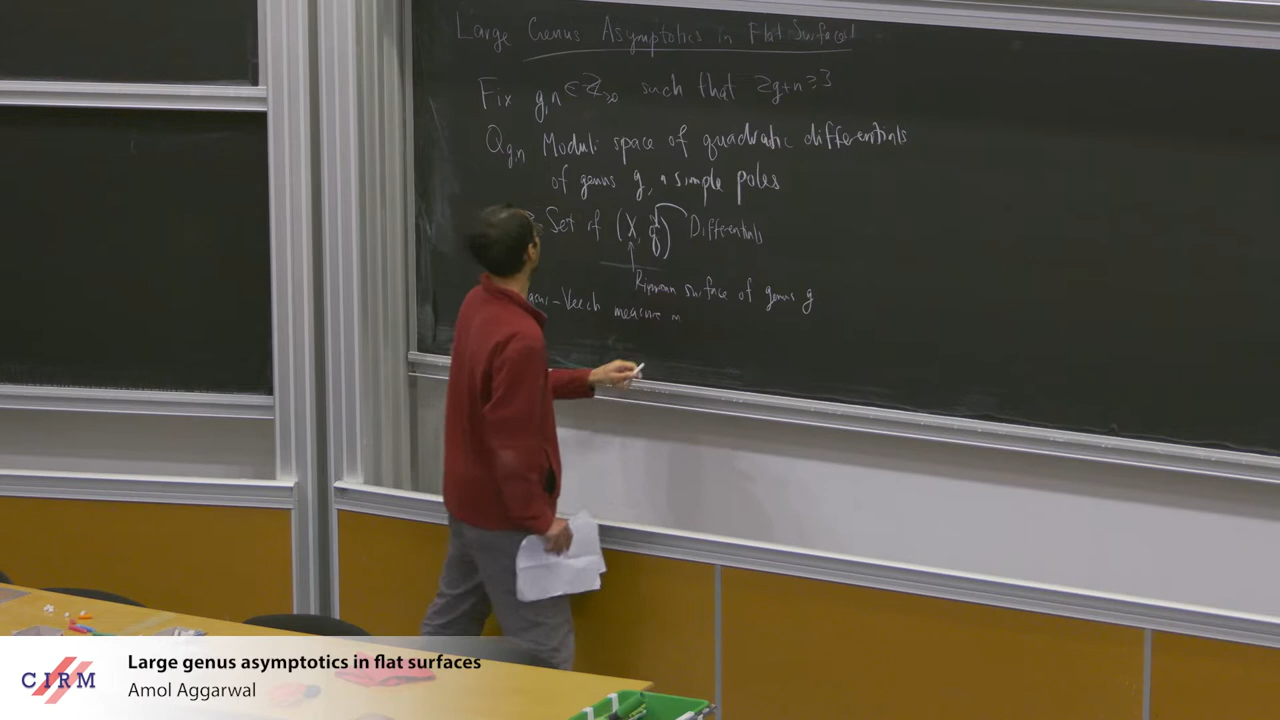 Large Genus Asymptotics in Flat Surfaces
Fix g,n ∈ ℤ≥0 such that 2g+n ≥ 3
Q_{g,n} Moduli space of quadratic differentials
of genus g, n simple poles
Set of (X, q) Differentials
Riemann surface of genus g
-Veech measure m
CIRM
Large genus asymptotics in flat surfaces
Amol Aggarwal